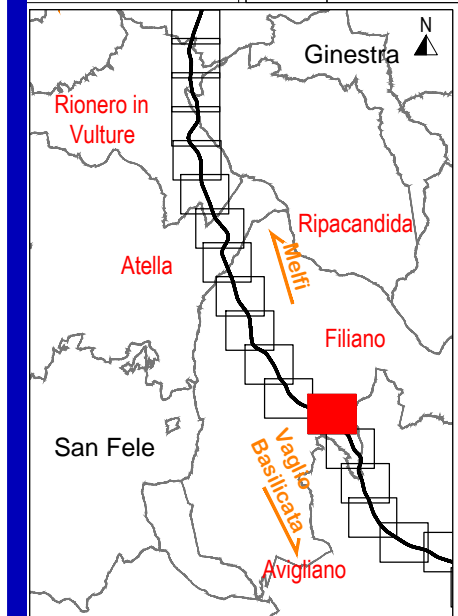 N
Ginestra
Rionero in
Vulture
Ripacandida
Melfi
Atella
Filiano
San Fele
Vaglio
Basilicata
Avigliano